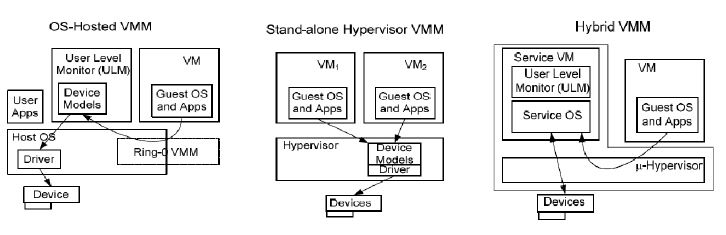 OS-Hosted VMM
User Level
Monitor (ULM)
Device
Models
VM
Guest OS
and Apps
User
Apps
Host OS
Driver
Ring-0 VMM
Device
Stand-alone Hypervisor VMM
VM₁
Guest OS
and Apps
VM₂
Guest OS
and Apps
Hypervisor
Device
Models
Driver
Devices
Hybrid VMM
Service VM
User Level
Monitor (ULM)
Service OS
VM
Guest OS
and Apps
μ-Hypervisor
Devices